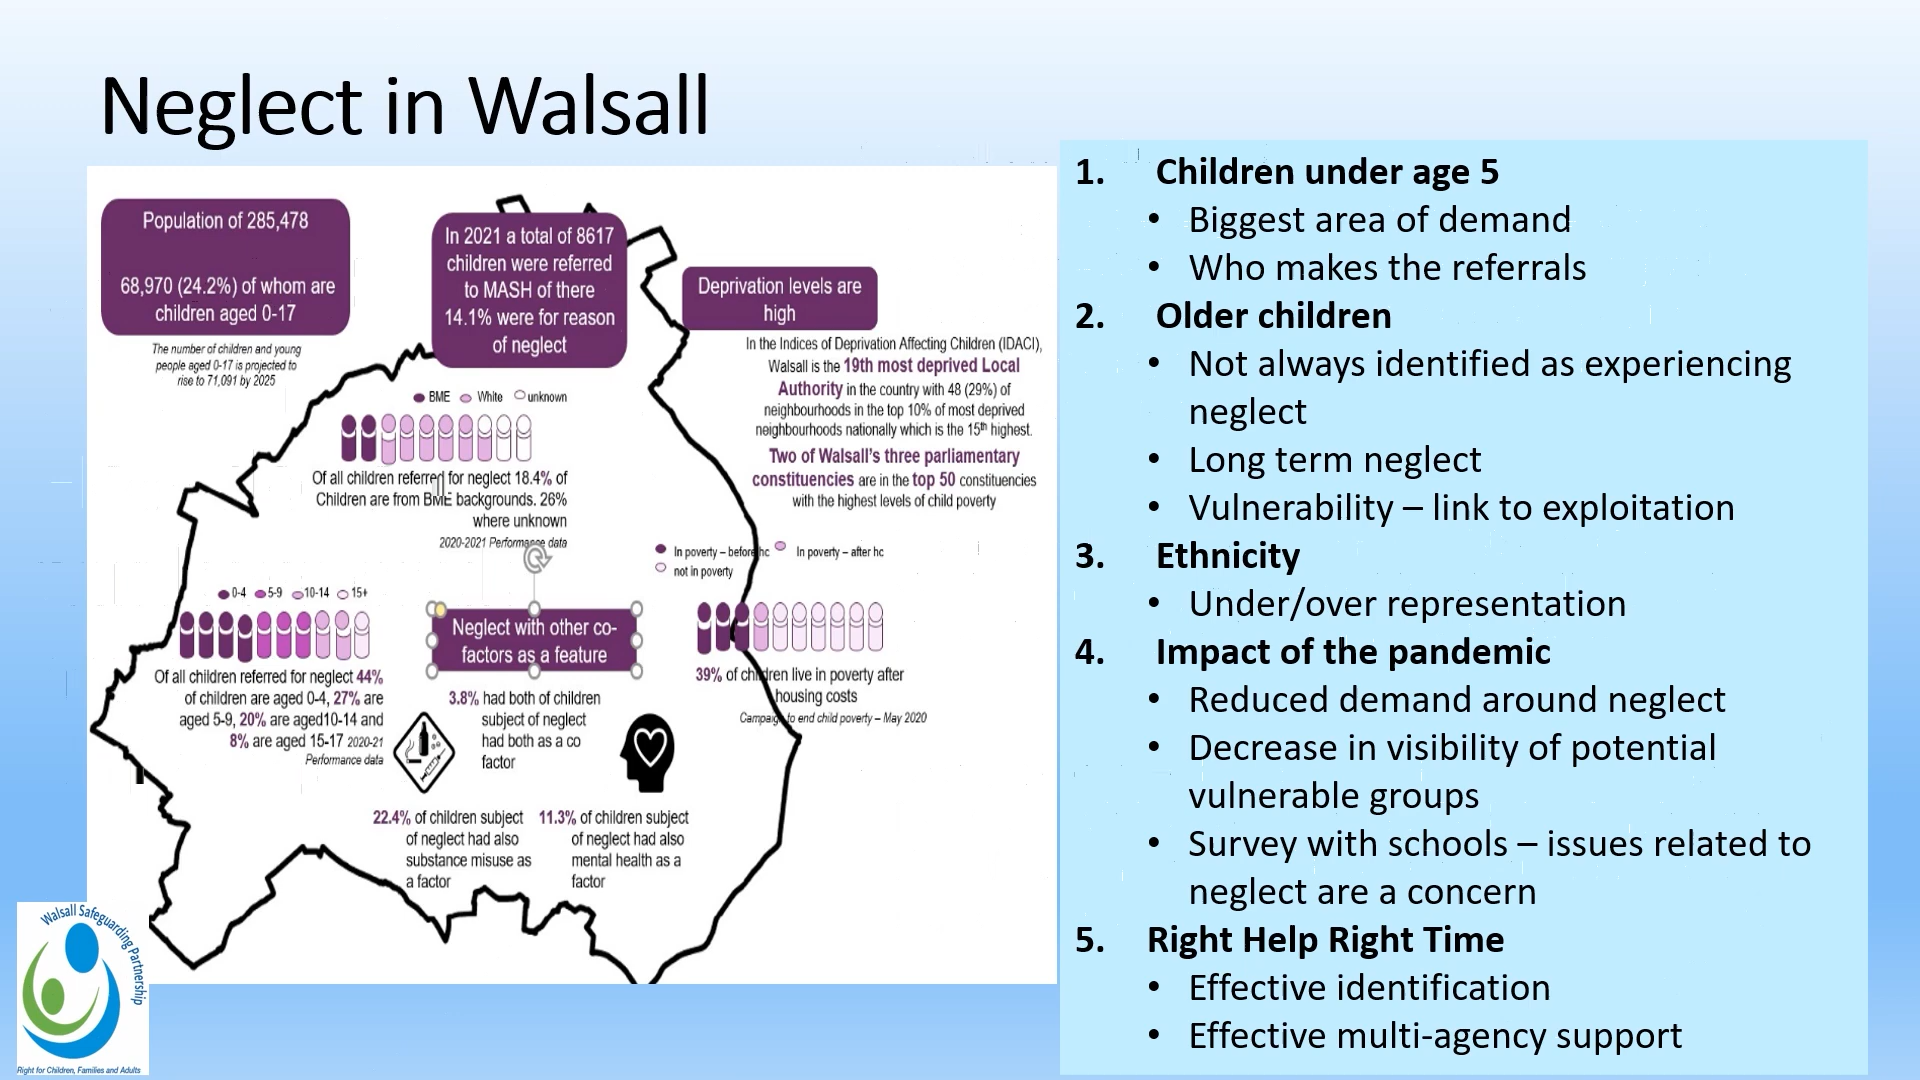 Neglect in Walsall
Population of 285,478
68,970 (24.2%) of whom are
children aged 0-17
The number of children and young
people aged 0-17 is projected to
rise to 71,091 by 2025
In 2021 a total of 8617
children were referred
to MASH of there
14.1% were for reason
of neglect
Deprivation levels are
high
In the Indices of Deprivation Affecting Children (IDACI),
Walsall is the 19th most deprived Local
Authority in the country with 48 (29%) of
neighbourhoods in the top 10% of most deprived
neighbourhoods nationally which is the 15th highest.
Two of Walsall's three parliamentary
constituencies are in the top 50 constituencies
with the highest levels of child poverty
BME White unknown
Of all children referred for neglect 18.4% of
Children are from BME backgrounds. 26%
where unknown
2020-2021 Performance data
In poverty – before hc In poverty – after hc
not in poverty
39% of children live in poverty after
housing costs
Campaign to end child poverty – May 2020
0-4 5-9 10-14 15+
Of all children referred for neglect 44%
of children are aged 0-4, 27% are
aged 5-9, 20% are aged10-14 and
8% are aged 15-17 2020-21
Performance data
Neglect with other co-
factors as a feature
3.8% had both of children
subject of neglect
had both as a co
factor
22.4% of children subject
of neglect had also
substance misuse as
a factor
11.3% of children subject
of neglect had also
mental health as a
factor
1. Children under age 5
• Biggest area of demand
• Who makes the referrals
2. Older children
• Not always identified as experiencing
neglect
• Long term neglect
• Vulnerability – link to exploitation
3. Ethnicity
• Under/over representation
4. Impact of the pandemic
• Reduced demand around neglect
• Decrease in visibility of potential
vulnerable groups
• Survey with schools – issues related to
neglect are a concern
5. Right Help Right Time
• Effective identification
• Effective multi-agency support
Walsall Safeguarding Partnership
Right for Children, Families and Adults